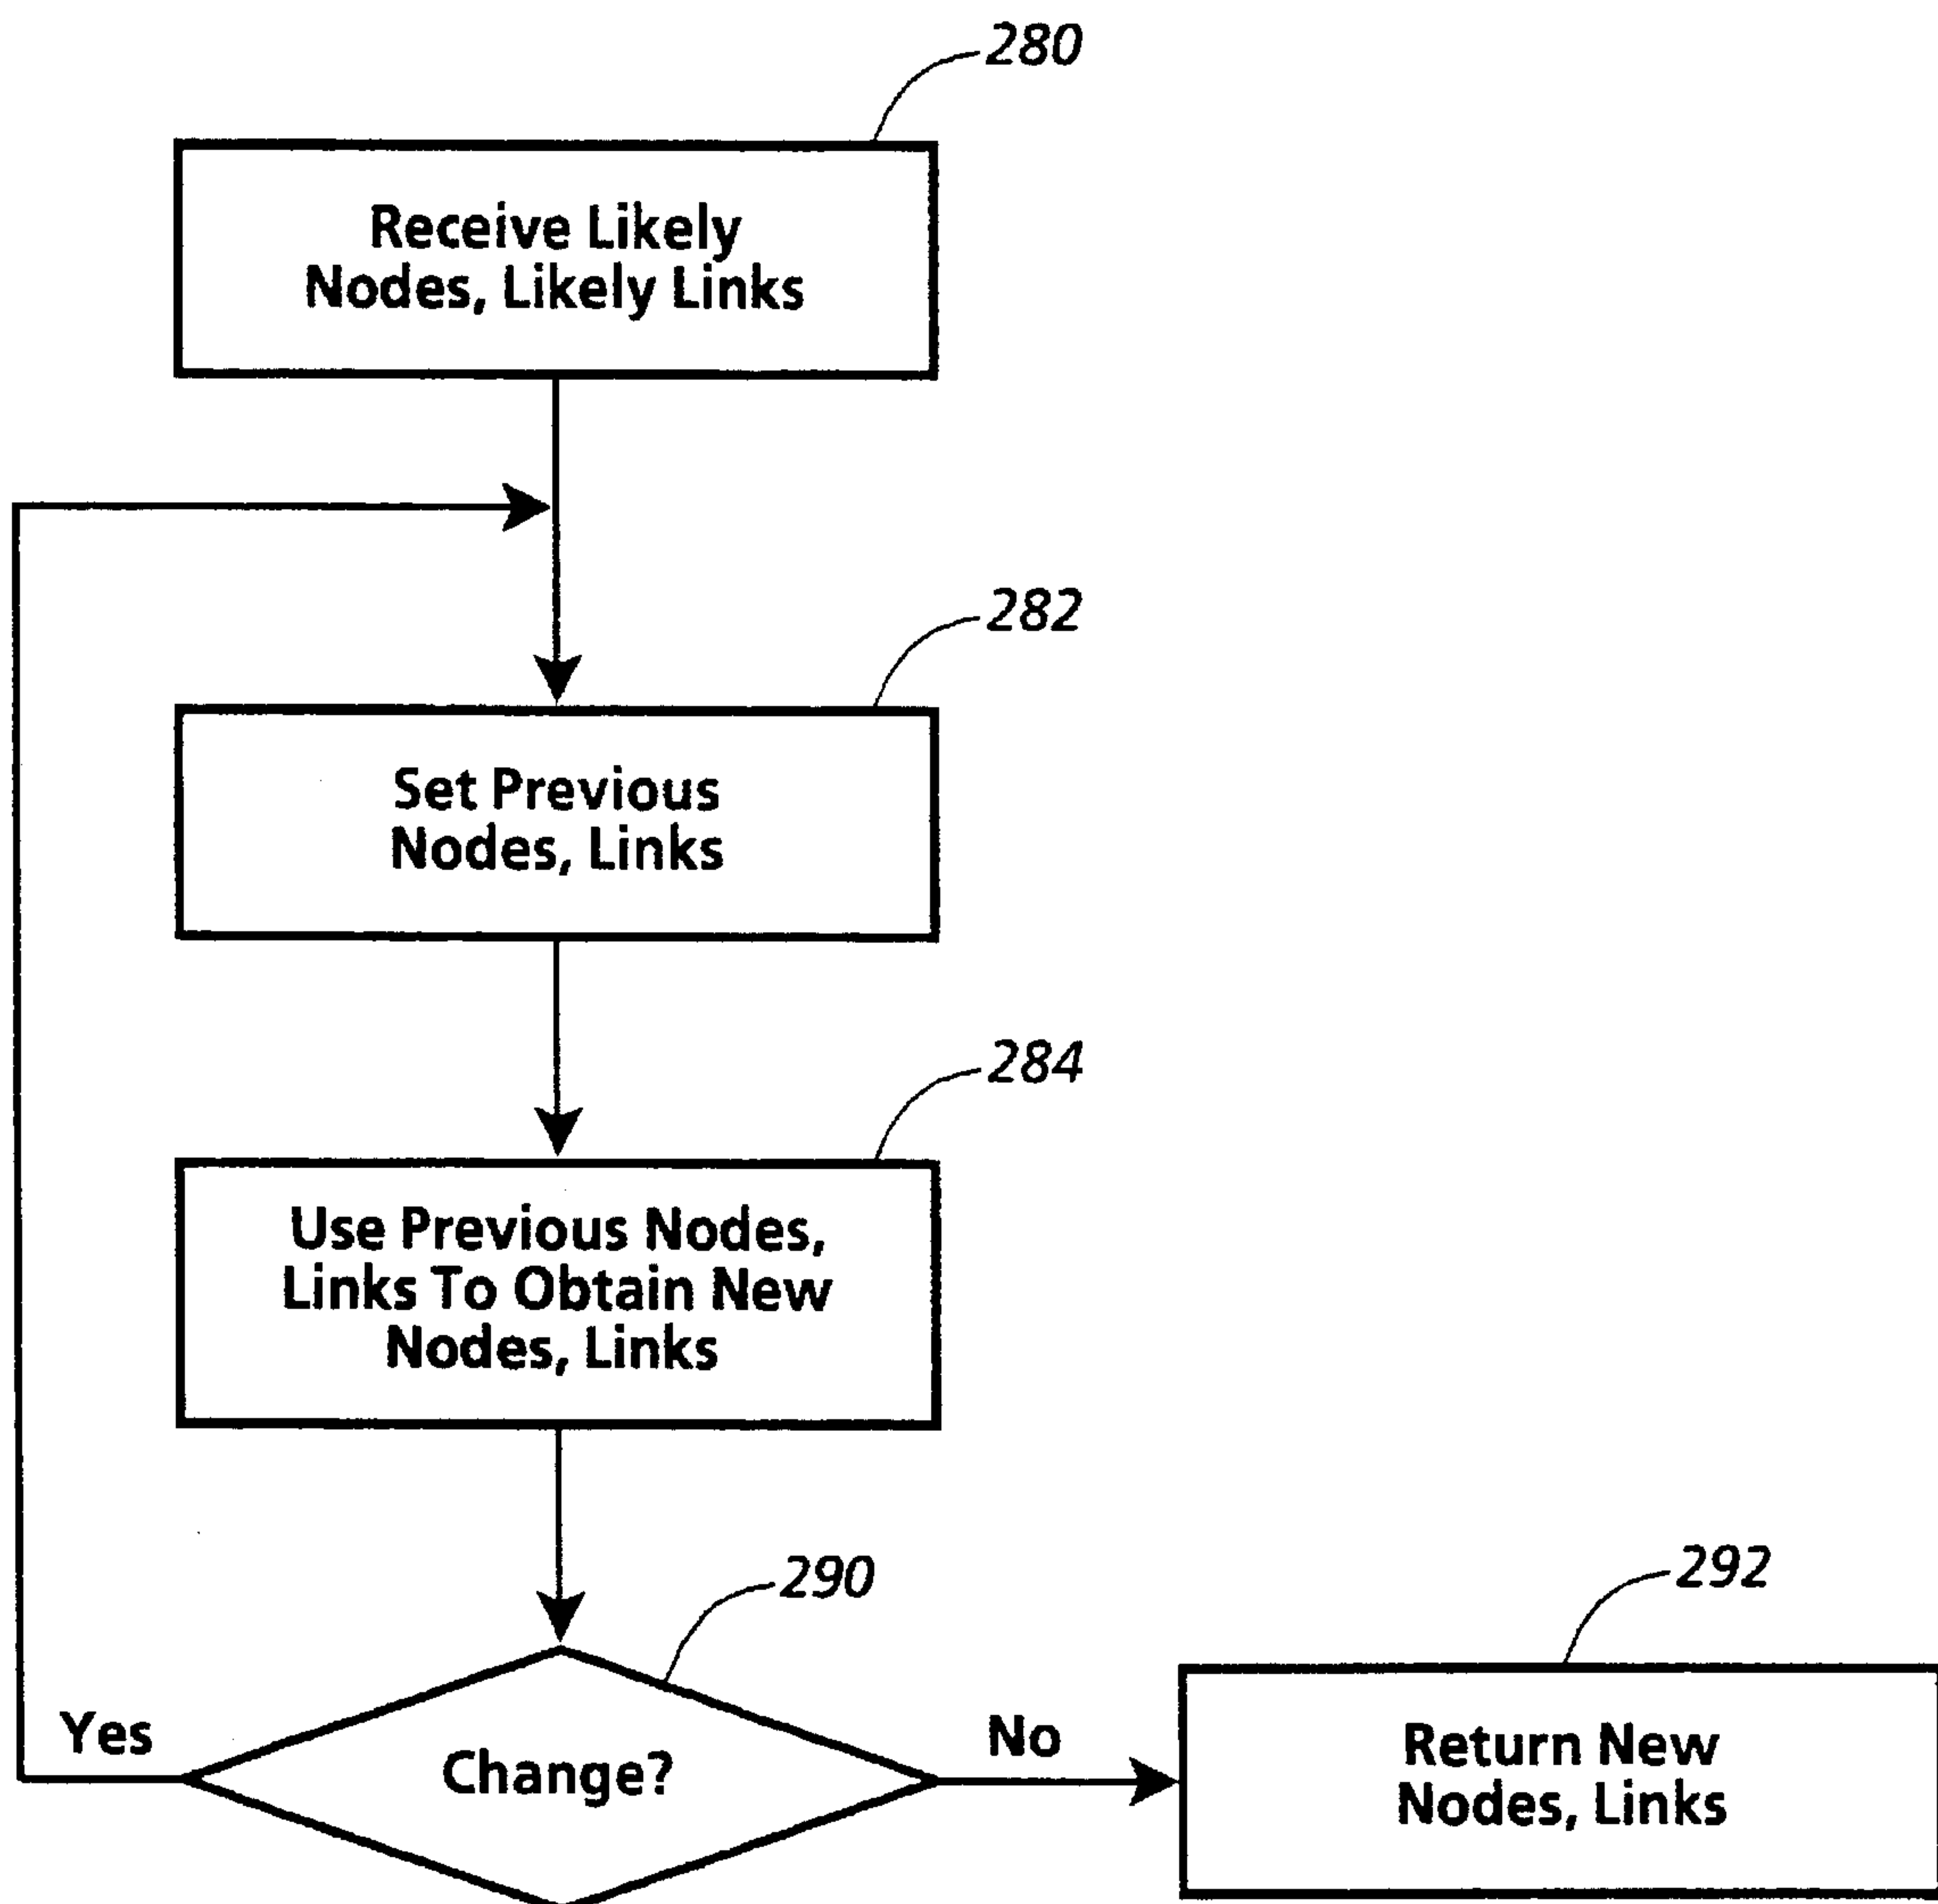 280
Receive Likely
Nodes, Likely Links
282
Set Previous
Nodes, Links
284
Use Previous Nodes,
Links To Obtain New
Nodes, Links
290
292
Yes
Change?
No
Return New
Nodes, Links